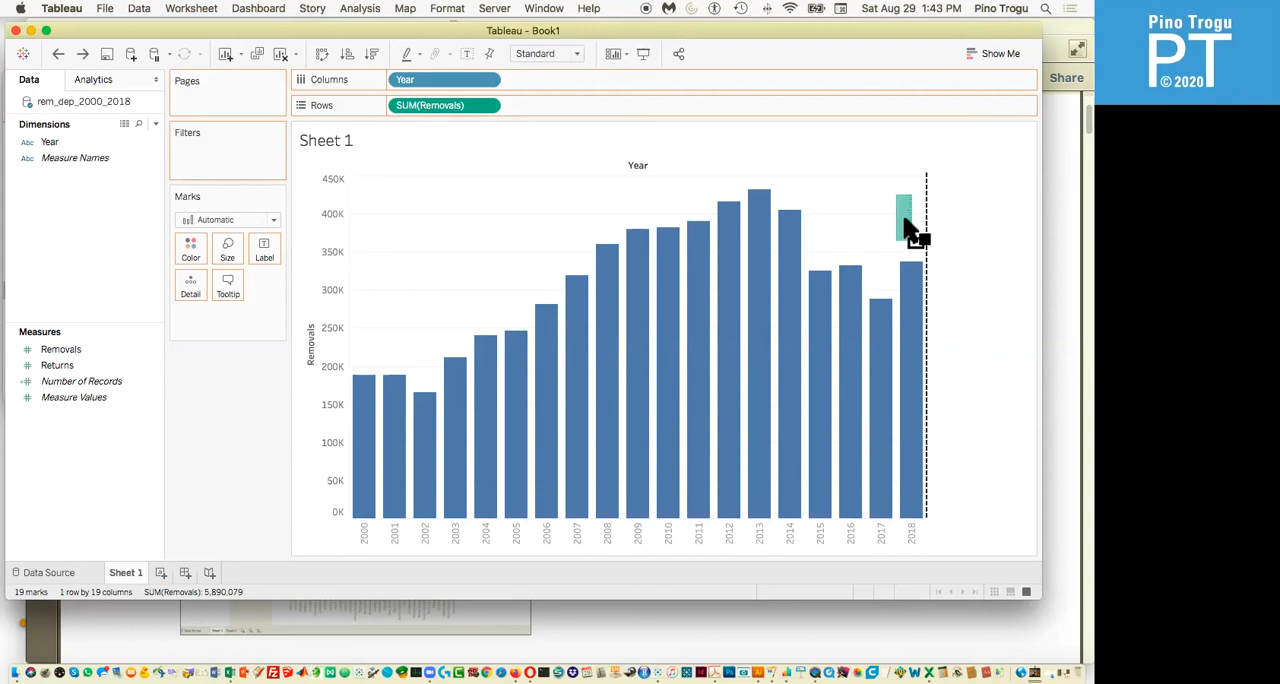 Tableau File Data Worksheet Dashboard Story Analysis Map Format Server Window Help Sat Aug 29 1:43 PM Pino Trogu
Tableau - Book1
Standard Show Me
Data Analytics
rem_dep_2000_2018
Dimensions
Abc Year
Abc Measure Names
Measures
# Removals
# Returns
# Number of Records
# Measure Values
Pages
Filters
Marks
Automatic
Color Size Label
Detail Tooltip
Columns Year
Rows SUM(Removals)
Sheet 1
Year
Removals
450K
400K
350K
300K
250K
200K
150K
100K
50K
0K
2000 2001 2002 2003 2004 2005 2006 2007 2008 2009 2010 2011 2012 2013 2014 2015 2016 2017 2018
Data Source Sheet 1
19 marks 1 row by 19 columns SUM(Removals): 5,890,079
Share
Pino Trogu
PT
© 2020